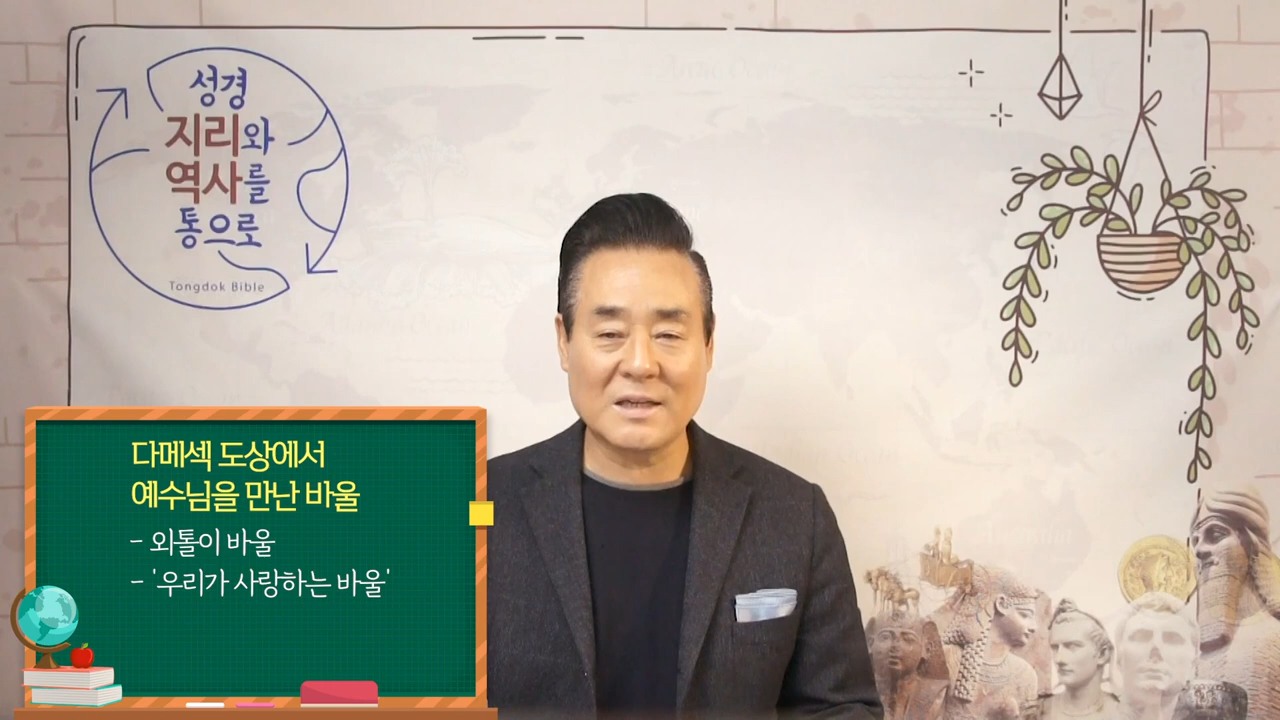 성경
지리와
역사를
통으로
Tongdok Bible
다메섹 도상에서
예수님을 만난 바울
- 외톨이 바울
- '우리가 사랑하는 바울'